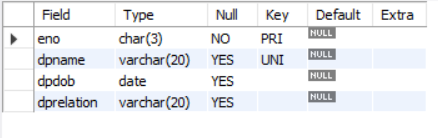 Field Type Null Key Default Extra
eno char(3) NO PRI NULL
dpname varchar(20) YES UNI NULL
dpdob date YES NULL
dprelation varchar(20) YES NULL